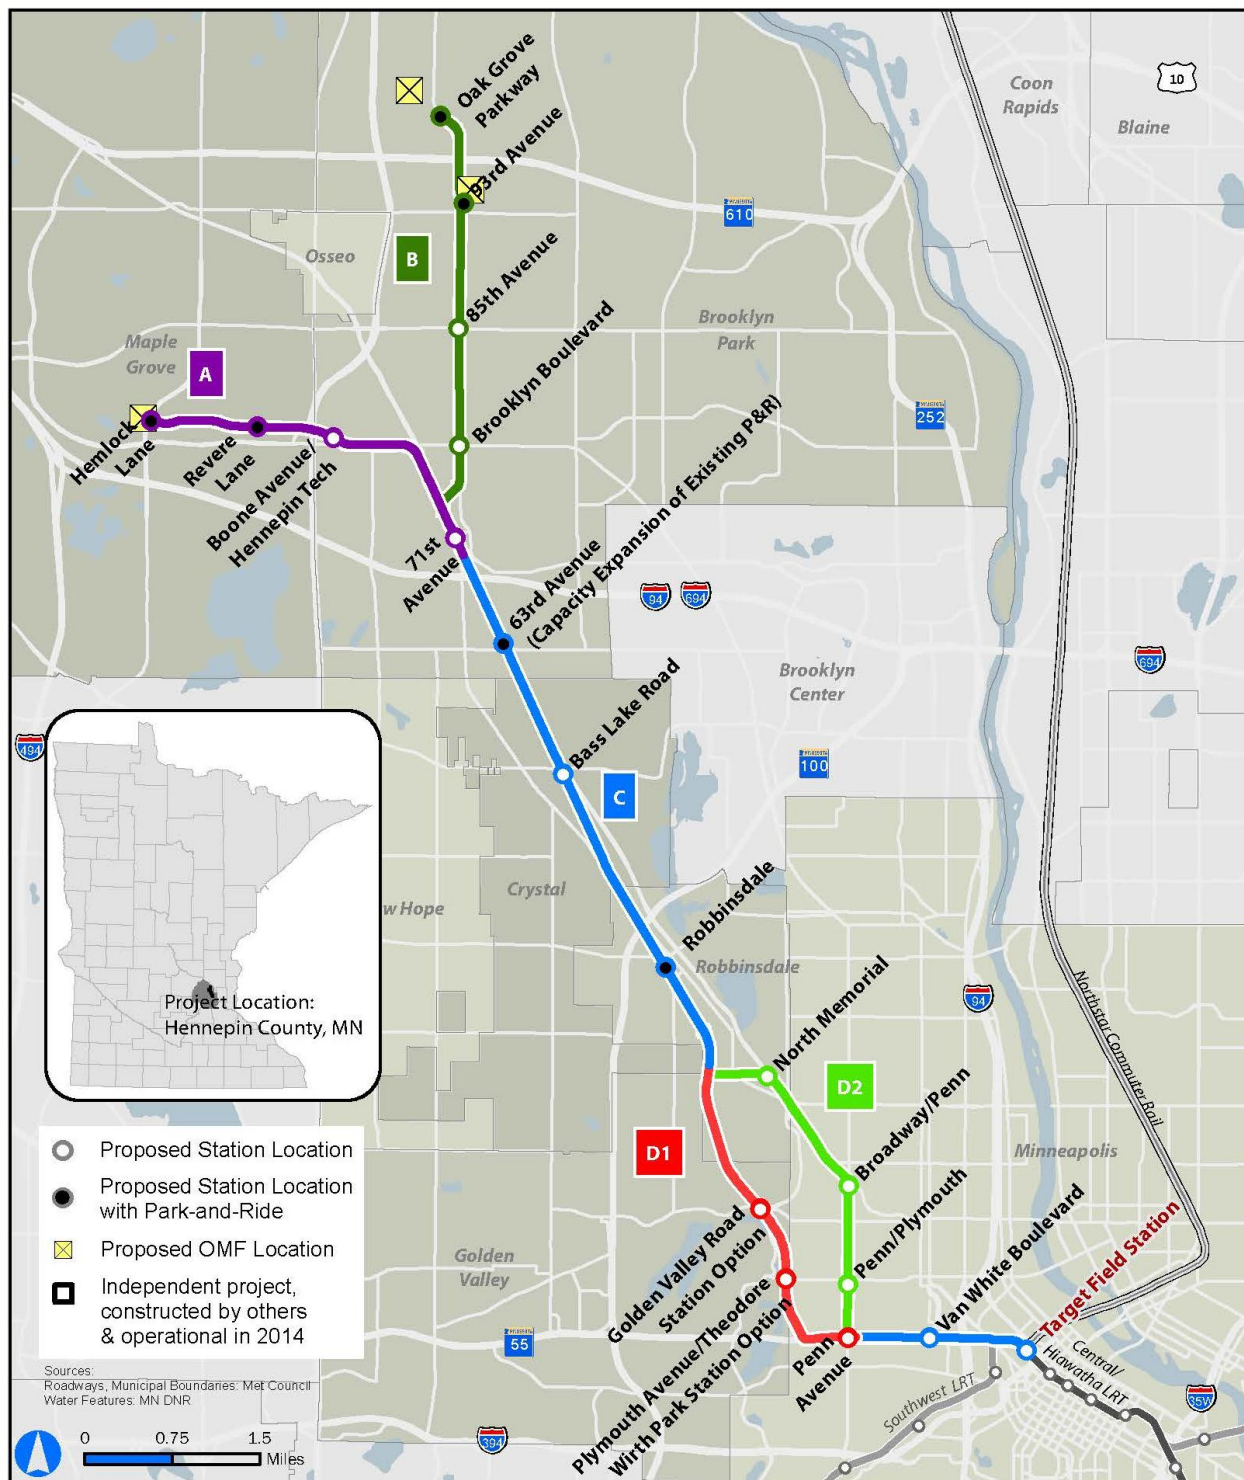 Oak Grove
Parkway
93rd Avenue
Coon
Rapids
10
Blaine
610
B
Osseo
85th Avenue
Brooklyn
Park
Maple
Grove
A
Brooklyn Boulevard
252
Hemlock
Lane
Revere
Lane
Boone Avenue/
Hennepin Tech
71st
Avenue
63rd Avenue
(Capacity Expansion of Existing P&R)
94
694
694
Brooklyn
Center
Bass Lake Road
494
100
C
Crystal
w Hope
Robbinsdale
Robbinsdale
Project Location:
Hennepin County, MN
94
Northstar Commuter Rail
North Memorial
D2
Broadway/Penn
Minneapolis
D1
Penn/Plymouth
Van White Boulevard
Target Field Station
Golden Valley Road
Station Option
Golden
Valley
Plymouth Avenue/Theodore
Wirth Park Station Option
Penn
Avenue
55
Central/
Hiawatha LRT
Southwest LRT
35W
394
Proposed Station Location
Proposed Station Location
with Park-and-Ride
Proposed OMF Location
Independent project,
constructed by others
& operational in 2014
Sources:
Roadways, Municipal Boundaries: Met Council
Water Features: MN DNR
0 0.75 1.5
Miles